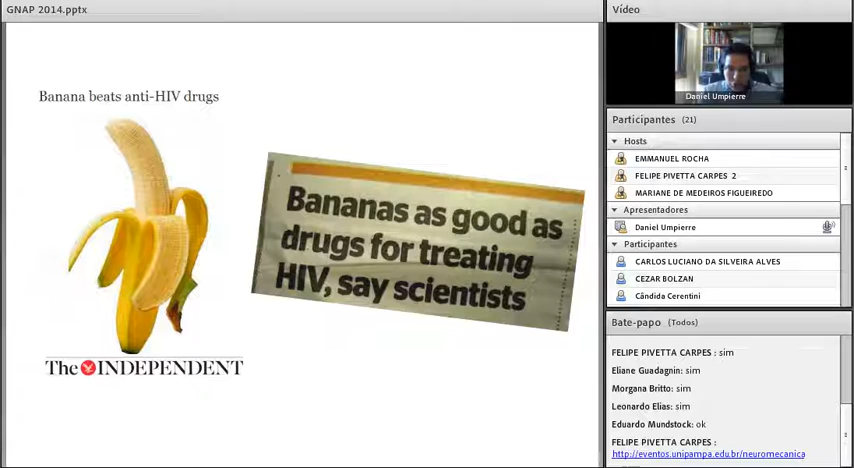 GNAP 2014.pptx
Banana beats anti-HIV drugs
The INDEPENDENT
Bananas as good as
drugs for treating
HIV, say scientists
Vídeo
Daniel Umpierre
Participantes (21)
Hosts
EMMANUEL ROCHA
FELIPE PIVETTA CARPES 2
MARIANE DE MEDEIROS FIGUEIREDO
Apresentadores
Daniel Umpierre
Participantes
CARLOS LUCIANO DA SILVEIRA ALVES
CEZAR BOLZAN
Cândida Cerentini
Bate-papo (Todos)
FELIPE PIVETTA CARPES : sim
Eliane Guadagnin: sim
Morgana Britto: sim
Leonardo Elias: sim
Eduardo Mundstock: ok
FELIPE PIVETTA CARPES :
http://eventos.unipampa.edu.br/neuromecanica